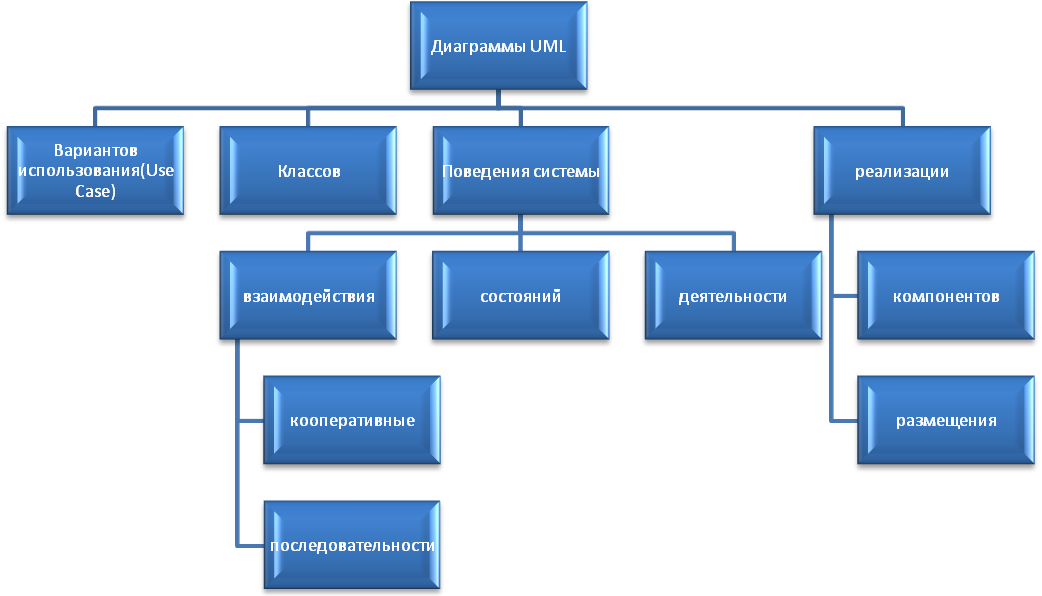 Диаграммы UML
Вариантов
использования(Use
Case)
Классов
Поведения системы
реализации
взаимодействия
состояний
деятельности
компонентов
кооперативные
размещения
последовательности